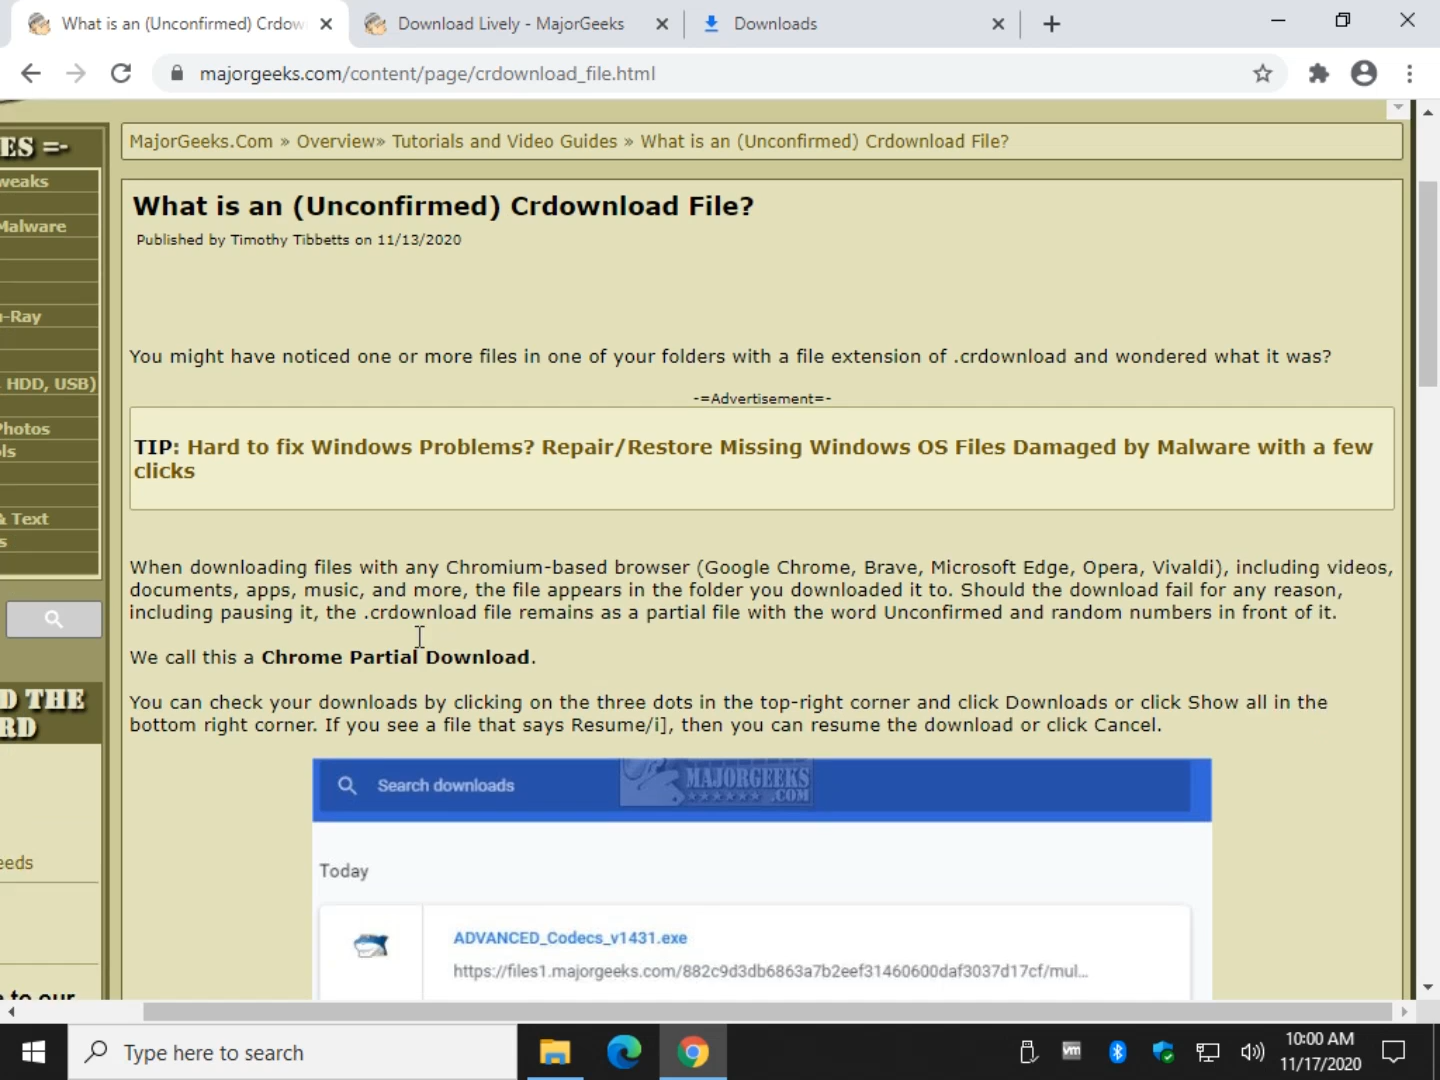 What is an (Unconfirmed) Crdow
Download Lively - MajorGeeks
Downloads
majorgeeks.com/content/page/crdownload_file.html
ES =-
weaks
Malware
-Ray
HDD, USB)
Photos
ls
& Text
s
D THE
RD
eeds
to our
MajorGeeks.Com » Overview» Tutorials and Video Guides » What is an (Unconfirmed) Crdownload File?
What is an (Unconfirmed) Crdownload File?
Published by Timothy Tibbetts on 11/13/2020
You might have noticed one or more files in one of your folders with a file extension of .crdownload and wondered what it was?
-=Advertisement=-
TIP: Hard to fix Windows Problems? Repair/Restore Missing Windows OS Files Damaged by Malware with a few
clicks
When downloading files with any Chromium-based browser (Google Chrome, Brave, Microsoft Edge, Opera, Vivaldi), including videos,
documents, apps, music, and more, the file appears in the folder you downloaded it to. Should the download fail for any reason,
including pausing it, the .crdownload file remains as a partial file with the word Unconfirmed and random numbers in front of it.
We call this a Chrome Partial Download.
You can check your downloads by clicking on the three dots in the top-right corner and click Downloads or click Show all in the
bottom right corner. If you see a file that says Resume/i], then you can resume the download or click Cancel.
Search downloads
MAJORGEEKS
.COM
Today
ADVANCED_Codecs_v1431.exe
https://files1.majorgeeks.com/882c9d3db6863a7b2eef31460600daf3037d17cf/mul...
Type here to search
vm
10:00 AM
11/17/2020